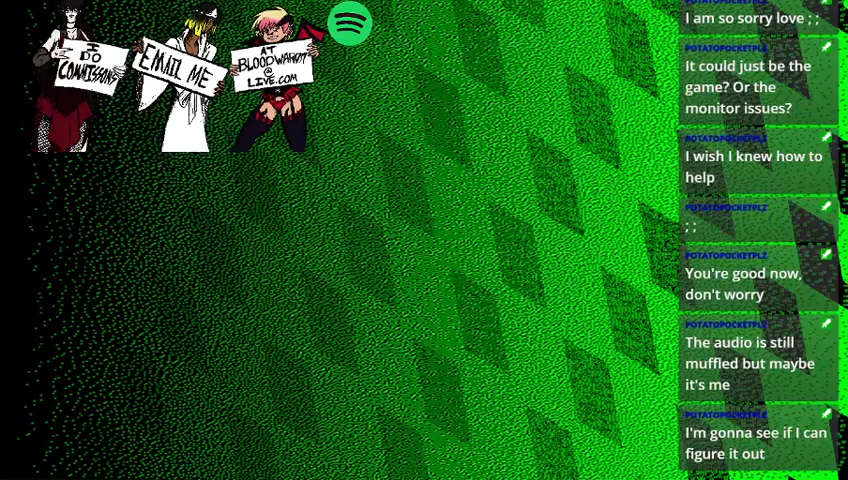 I
DO
COMMISSONS
EMAIL ME
AT
@
LIVE.COM
I am so sorry love ; ;
POTATOPOCKETPLZ
It could just be the
game? Or the
monitor issues?
POTATOPOCKETPLZ
I wish I knew how to
help
POTATOPOCKETPLZ
; ;
POTATOPOCKETPLZ
You're good now,
don't worry
POTATOPOCKETPLZ
The audio is still
muffled but maybe
it's me
POTATOPOCKETPLZ
I'm gonna see if I can
figure it out